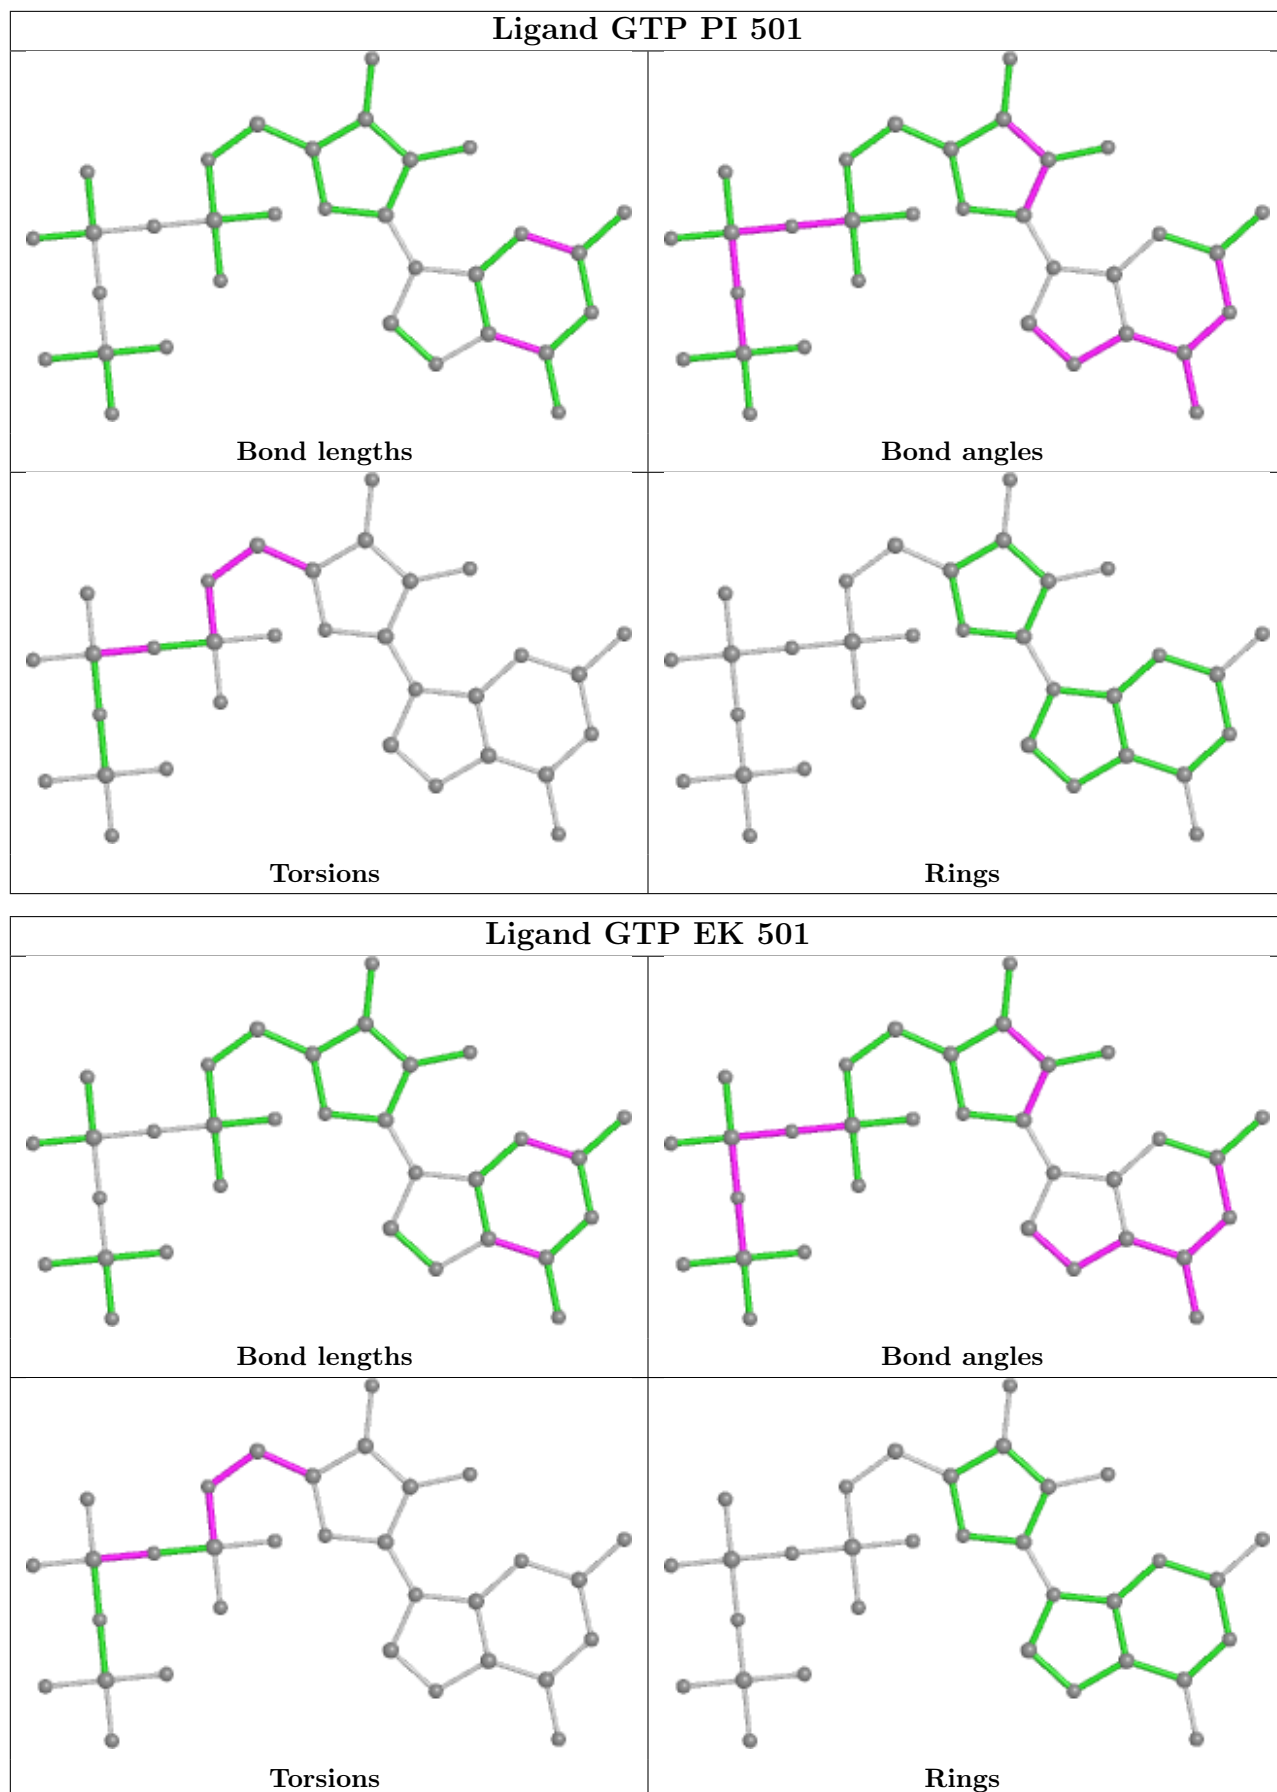 Ligand GTP PI 501
Bond lengths
Bond angles
Torsions
Rings
Ligand GTP EK 501
Bond lengths
Bond angles
Torsions
Rings